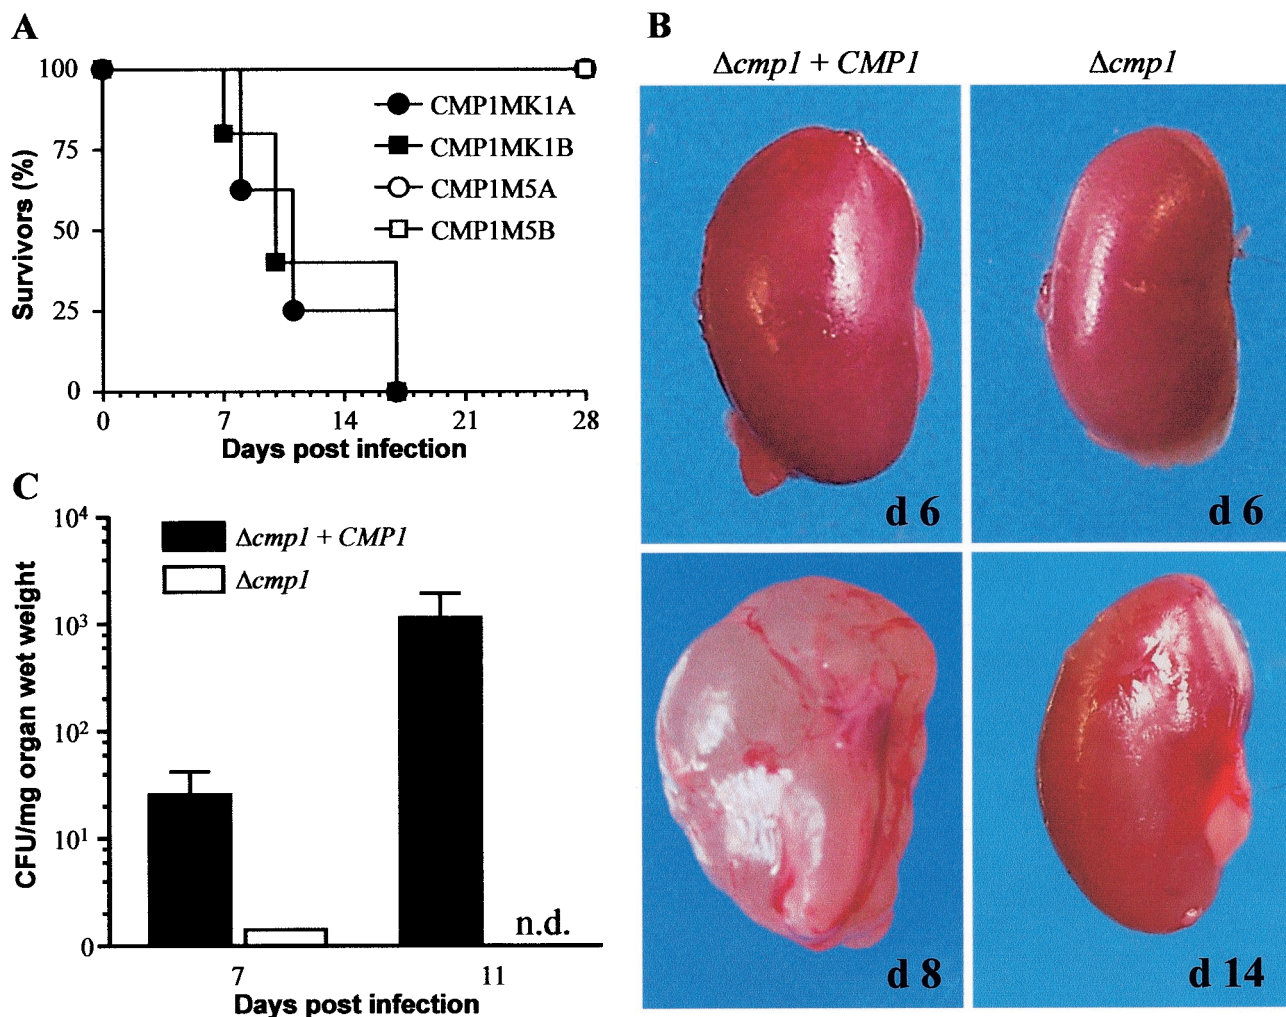 A
100
75
50
25
0
Survivors (%)
CMP1MK1A
CMP1MK1B
CMP1M5A
CMP1M5B
0 7 14 21 28
Days post infection
B
Δcmp1 + CMP1 Δcmp1
d 6 d 6
d 8 d 14
C
10⁴
10³
10²
10¹
0
CFU/mg organ wet weight
Δcmp1 + CMP1
Δcmp1
n.d.
7 11
Days post infection